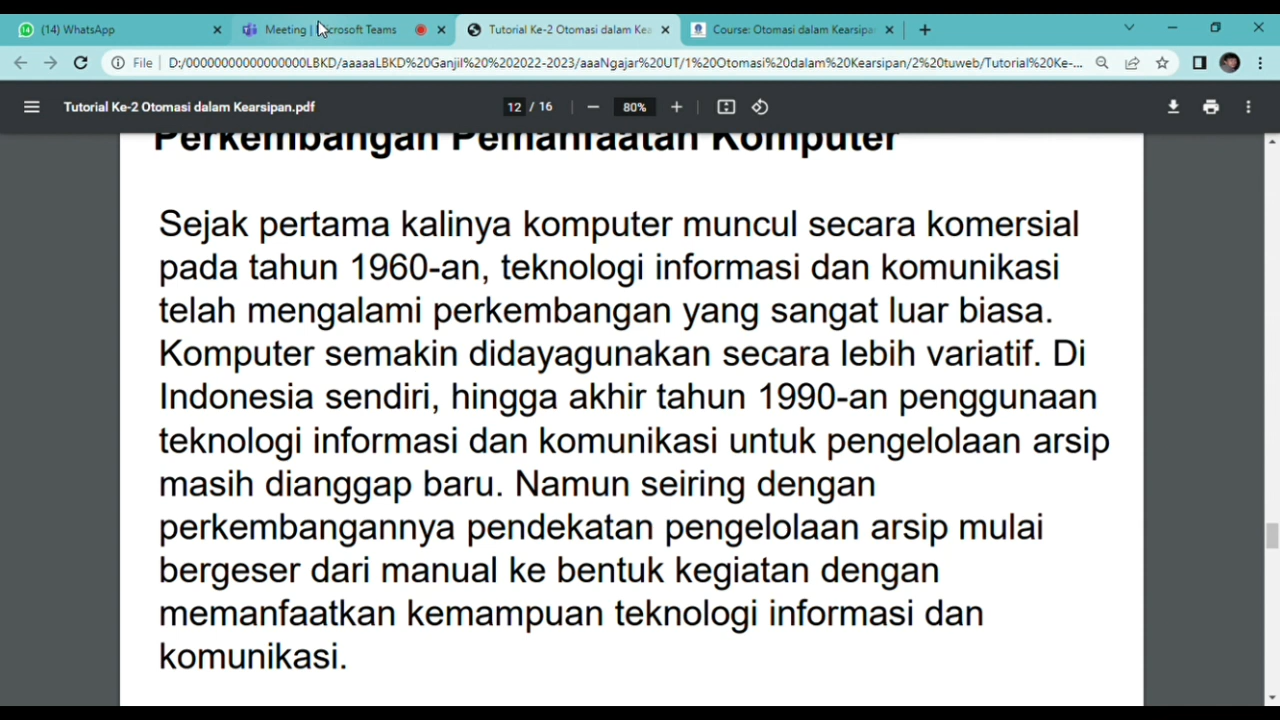 (14) WhatsApp
Meeting | Microsoft Teams
Tutorial Ke-2 Otomasi dalam Kea
Course: Otomasi dalam Kearsipa
File
D:/00000000000000000LBKD/aaaaaLBKD%20Ganjil%20%202022-2023/aaaNgajar%20UT/1%20Otomasi%20dalam%20Kearsipan/2%20tuweb/Tutorial%20Ke-...
Tutorial Ke-2 Otomasi dalam Kearsipan.pdf
12 / 16
80%
Perkembangan Pemanfaatan Komputer
Sejak pertama kalinya komputer muncul secara komersial
pada tahun 1960-an, teknologi informasi dan komunikasi
telah mengalami perkembangan yang sangat luar biasa.
Komputer semakin didayagunakan secara lebih variatif. Di
Indonesia sendiri, hingga akhir tahun 1990-an penggunaan
teknologi informasi dan komunikasi untuk pengelolaan arsip
masih dianggap baru. Namun seiring dengan
perkembangannya pendekatan pengelolaan arsip mulai
bergeser dari manual ke bentuk kegiatan dengan
memanfaatkan kemampuan teknologi informasi dan
komunikasi.